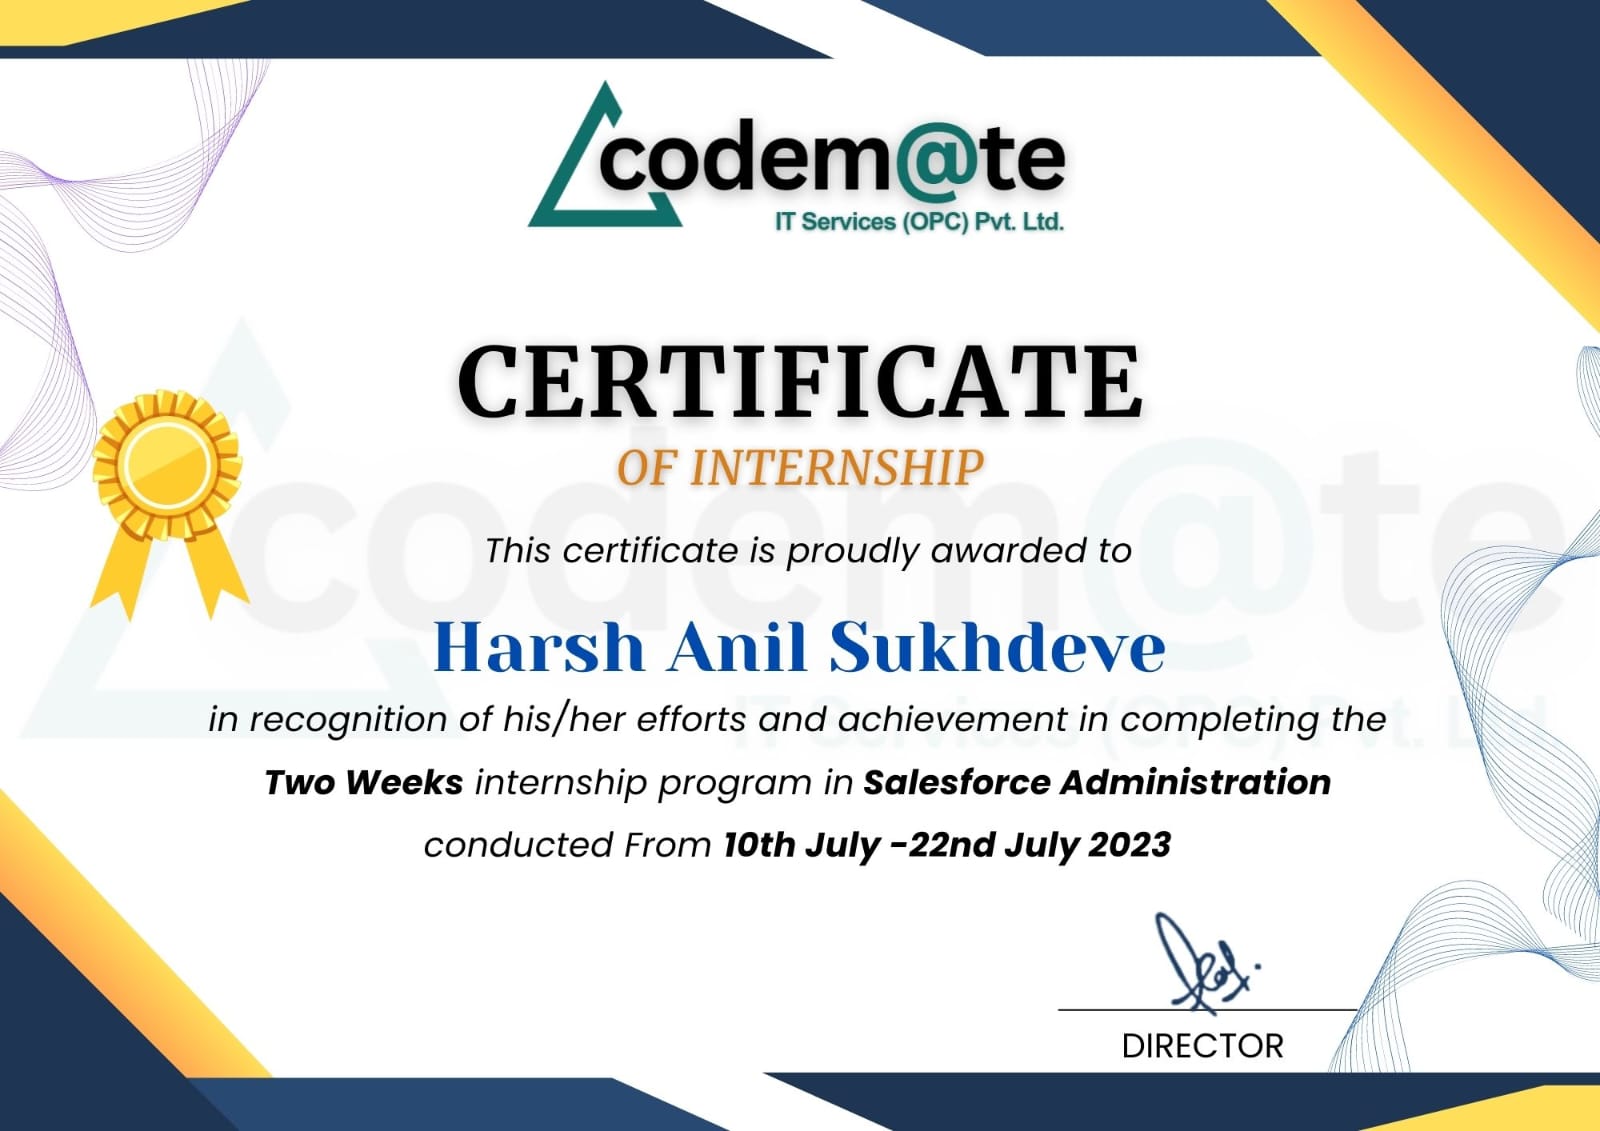 codem@te
IT Services (OPC) Pvt. Ltd.
CERTIFICATE
OF INTERNSHIP
This certificate is proudly awarded to
Harsh Anil Sukhdeve
in recognition of his/her efforts and achievement in completing the
Two Weeks internship program in Salesforce Administration
conducted From 10th July -22nd July 2023
DIRECTOR